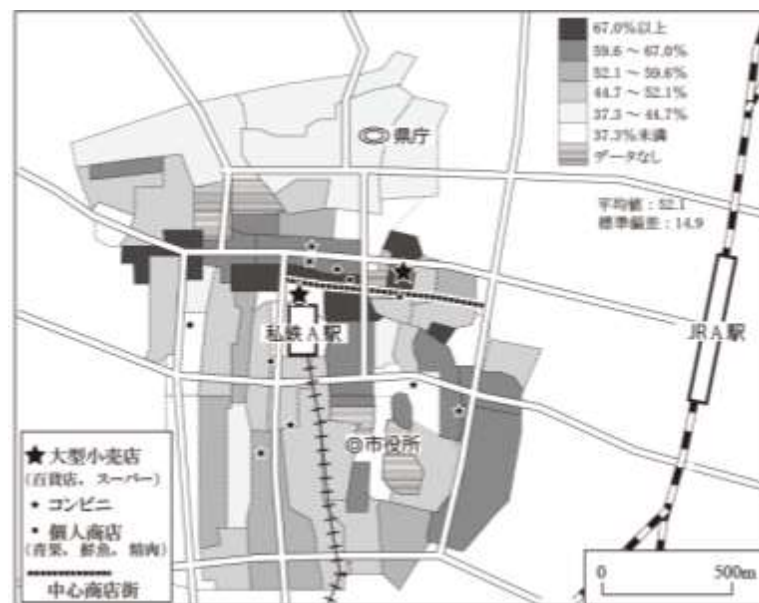 67.0%以上
59.6～67.0%
52.1～59.6%
44.7～52.1%
37.3～44.7%
37.3%未満
データなし
県庁
平均値：52.1
標準偏差：14.9
私鉄A駅
JRA駅
市役所
大型小売店
(百貨店、スーパー)
コンビニ
個人商店
(青果，鮮魚，精肉)
中心商店街
0 500m